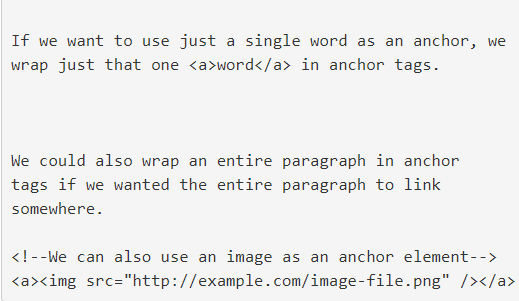 If we want to use just a single word as an anchor, we
wrap just that one <a>word</a> in anchor tags.
We could also wrap an entire paragraph in anchor
tags if we wanted the entire paragraph to link
somewhere.
<!--We can also use an image as an anchor element-->
<a><img src="http://example.com/image-file.png" /></a>